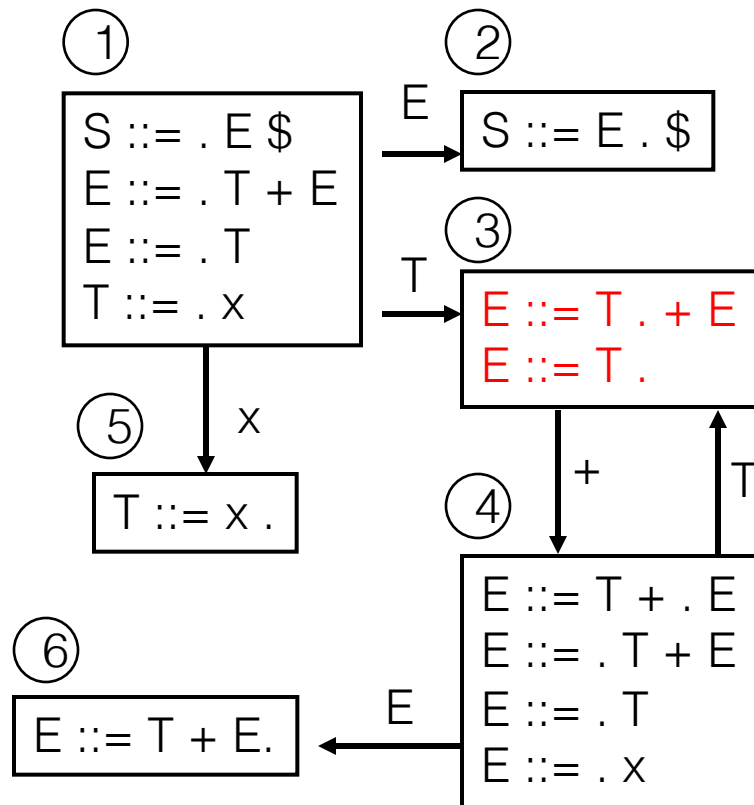 1
S ::= . E $
E ::= . T + E
E ::= . T
T ::= . x
E
2
S ::= E . $
T
3
E ::= T . + E
E ::= T .
x
5
T ::= x .
+
T
4
E ::= T + . E
E ::= . T + E
E ::= . T
E ::= . x
E
6
E ::= T + E.